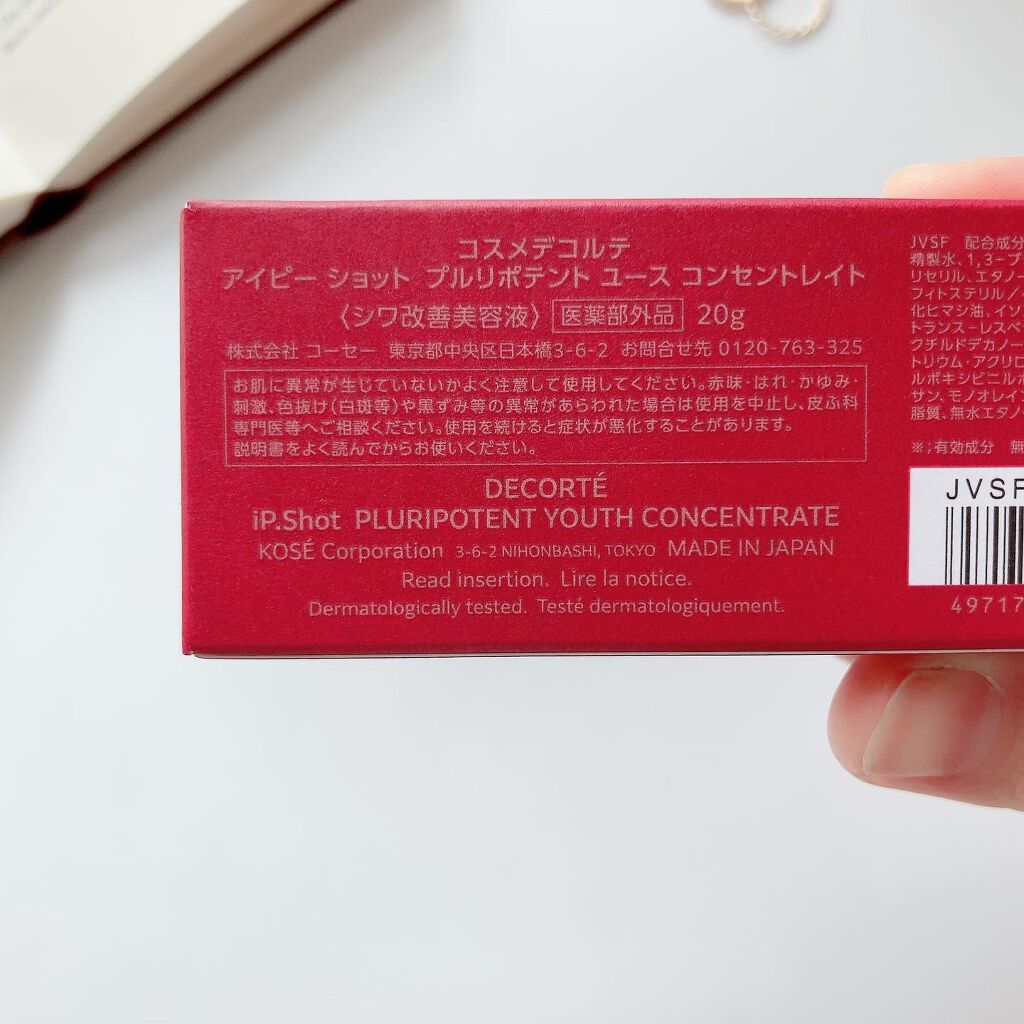 コスメデコルテ
アイピー ショット プルリポテント ユース コンセントレイト
〈シワ改善美容液〉 医薬部外品 20g
株式会社 コーセー 東京都中央区日本橋3-6-2 お問合せ先 0120-763-325
お肌に異常が生じていないかよく注意して使用してください。赤味・はれ・かゆみ・
刺激、色抜け(白斑等)や黒ずみ等の異常があらわれた場合は使用を中止し、皮ふ科
専門医等へご相談ください。使用を続けると症状が悪化することがあります。
説明書をよく読んでからお使いください。
DECORTÉ
iP.Shot PLURIPOTENT YOUTH CONCENTRATE
KOSÉ Corporation 3-6-2 NIHONBASHI, TOKYO MADE IN JAPAN
Read insertion. Lire la notice.
Dermatologically tested. Testé dermatologiquement.
JVSF 配合成分
精製水、1,3-ブ
リセリル、エタノー
フィトステリル/
化ヒマシ油、イソ
トランス-レスベ
クチルドデカノー
トリウム・アクリロ
ルボキシビニルポ
サン、モノオレイン
脂質、無水エタノ
※;有効成分 無
JVSF
49717